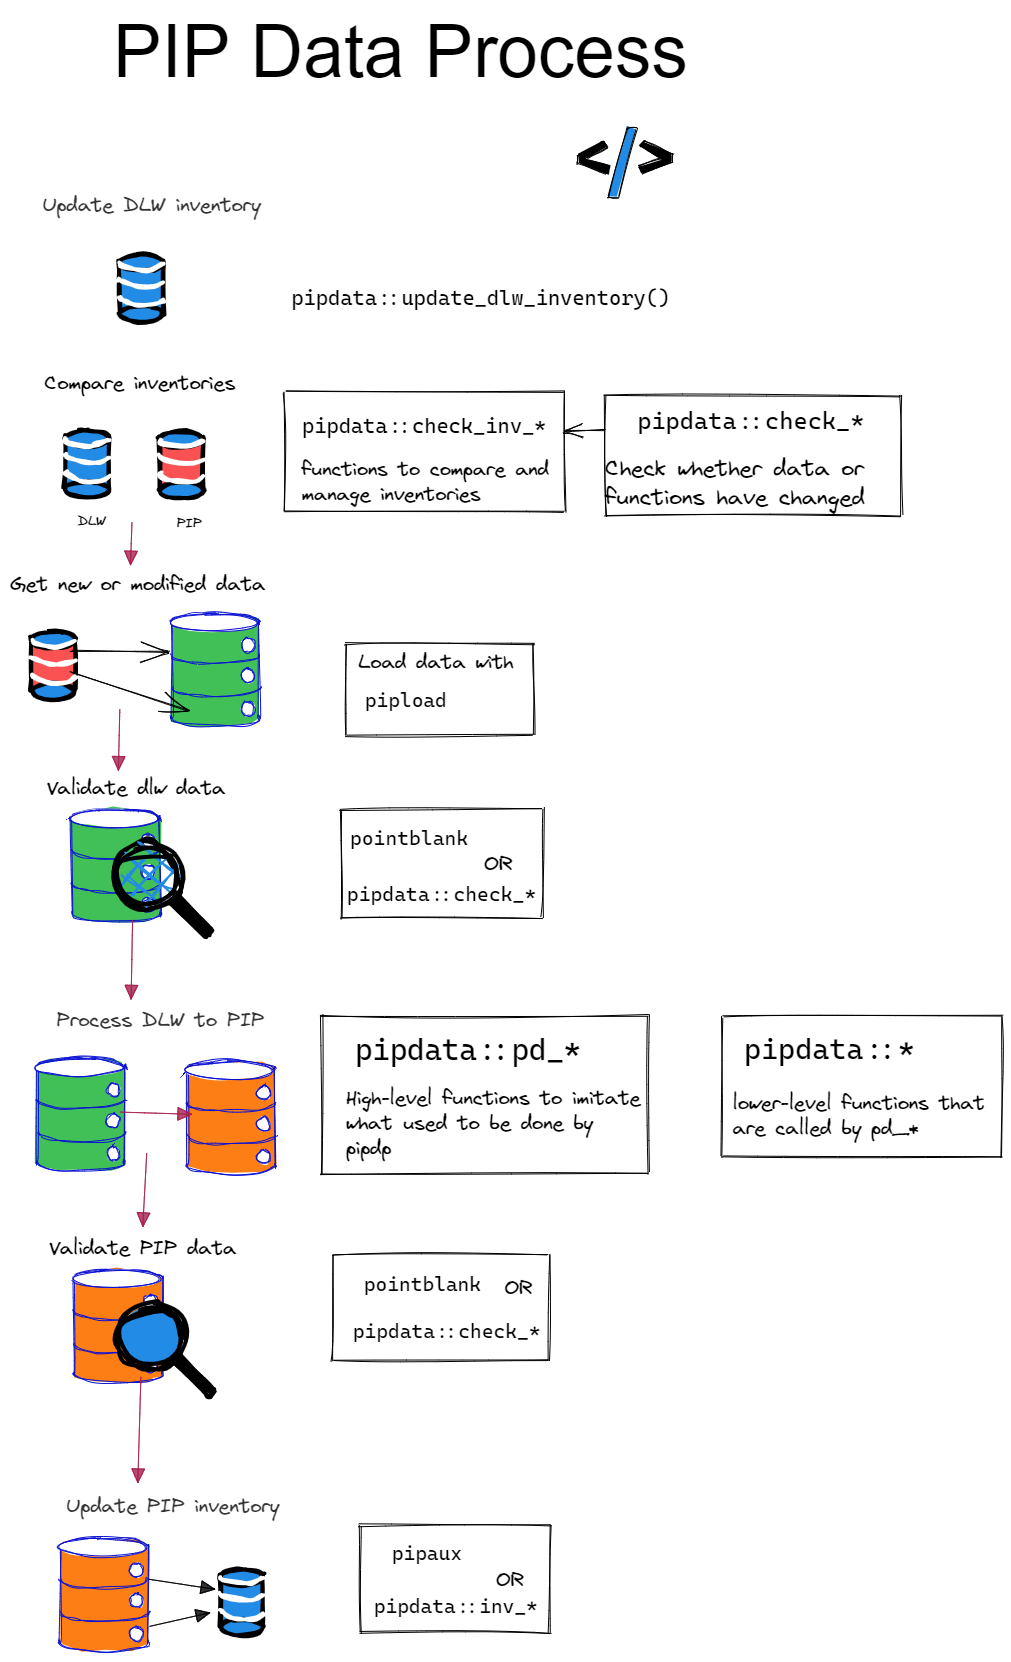 PIP Data Process
</>
Update DLW inventory
pipdata::update_dlw_inventory()
Compare inventories
pipdata::check_inv_*
functions to compare and
manage inventories
pipdata::check_*
Check whether data or
functions have changed
DLW
PIP
Get new or modified data
Load data with
pipload
Validate dlw data
pointblank
OR
pipdata::check_*
Process DLW to PIP
pipdata::pd_*
High-level functions to imitate
what used to be done by
pipdp
pipdata::*
lower-level functions that
are called by pd_*
Validate PIP data
pointblank OR
pipdata::check_*
Update PIP inventory
pipaux
OR
pipdata::inv_*